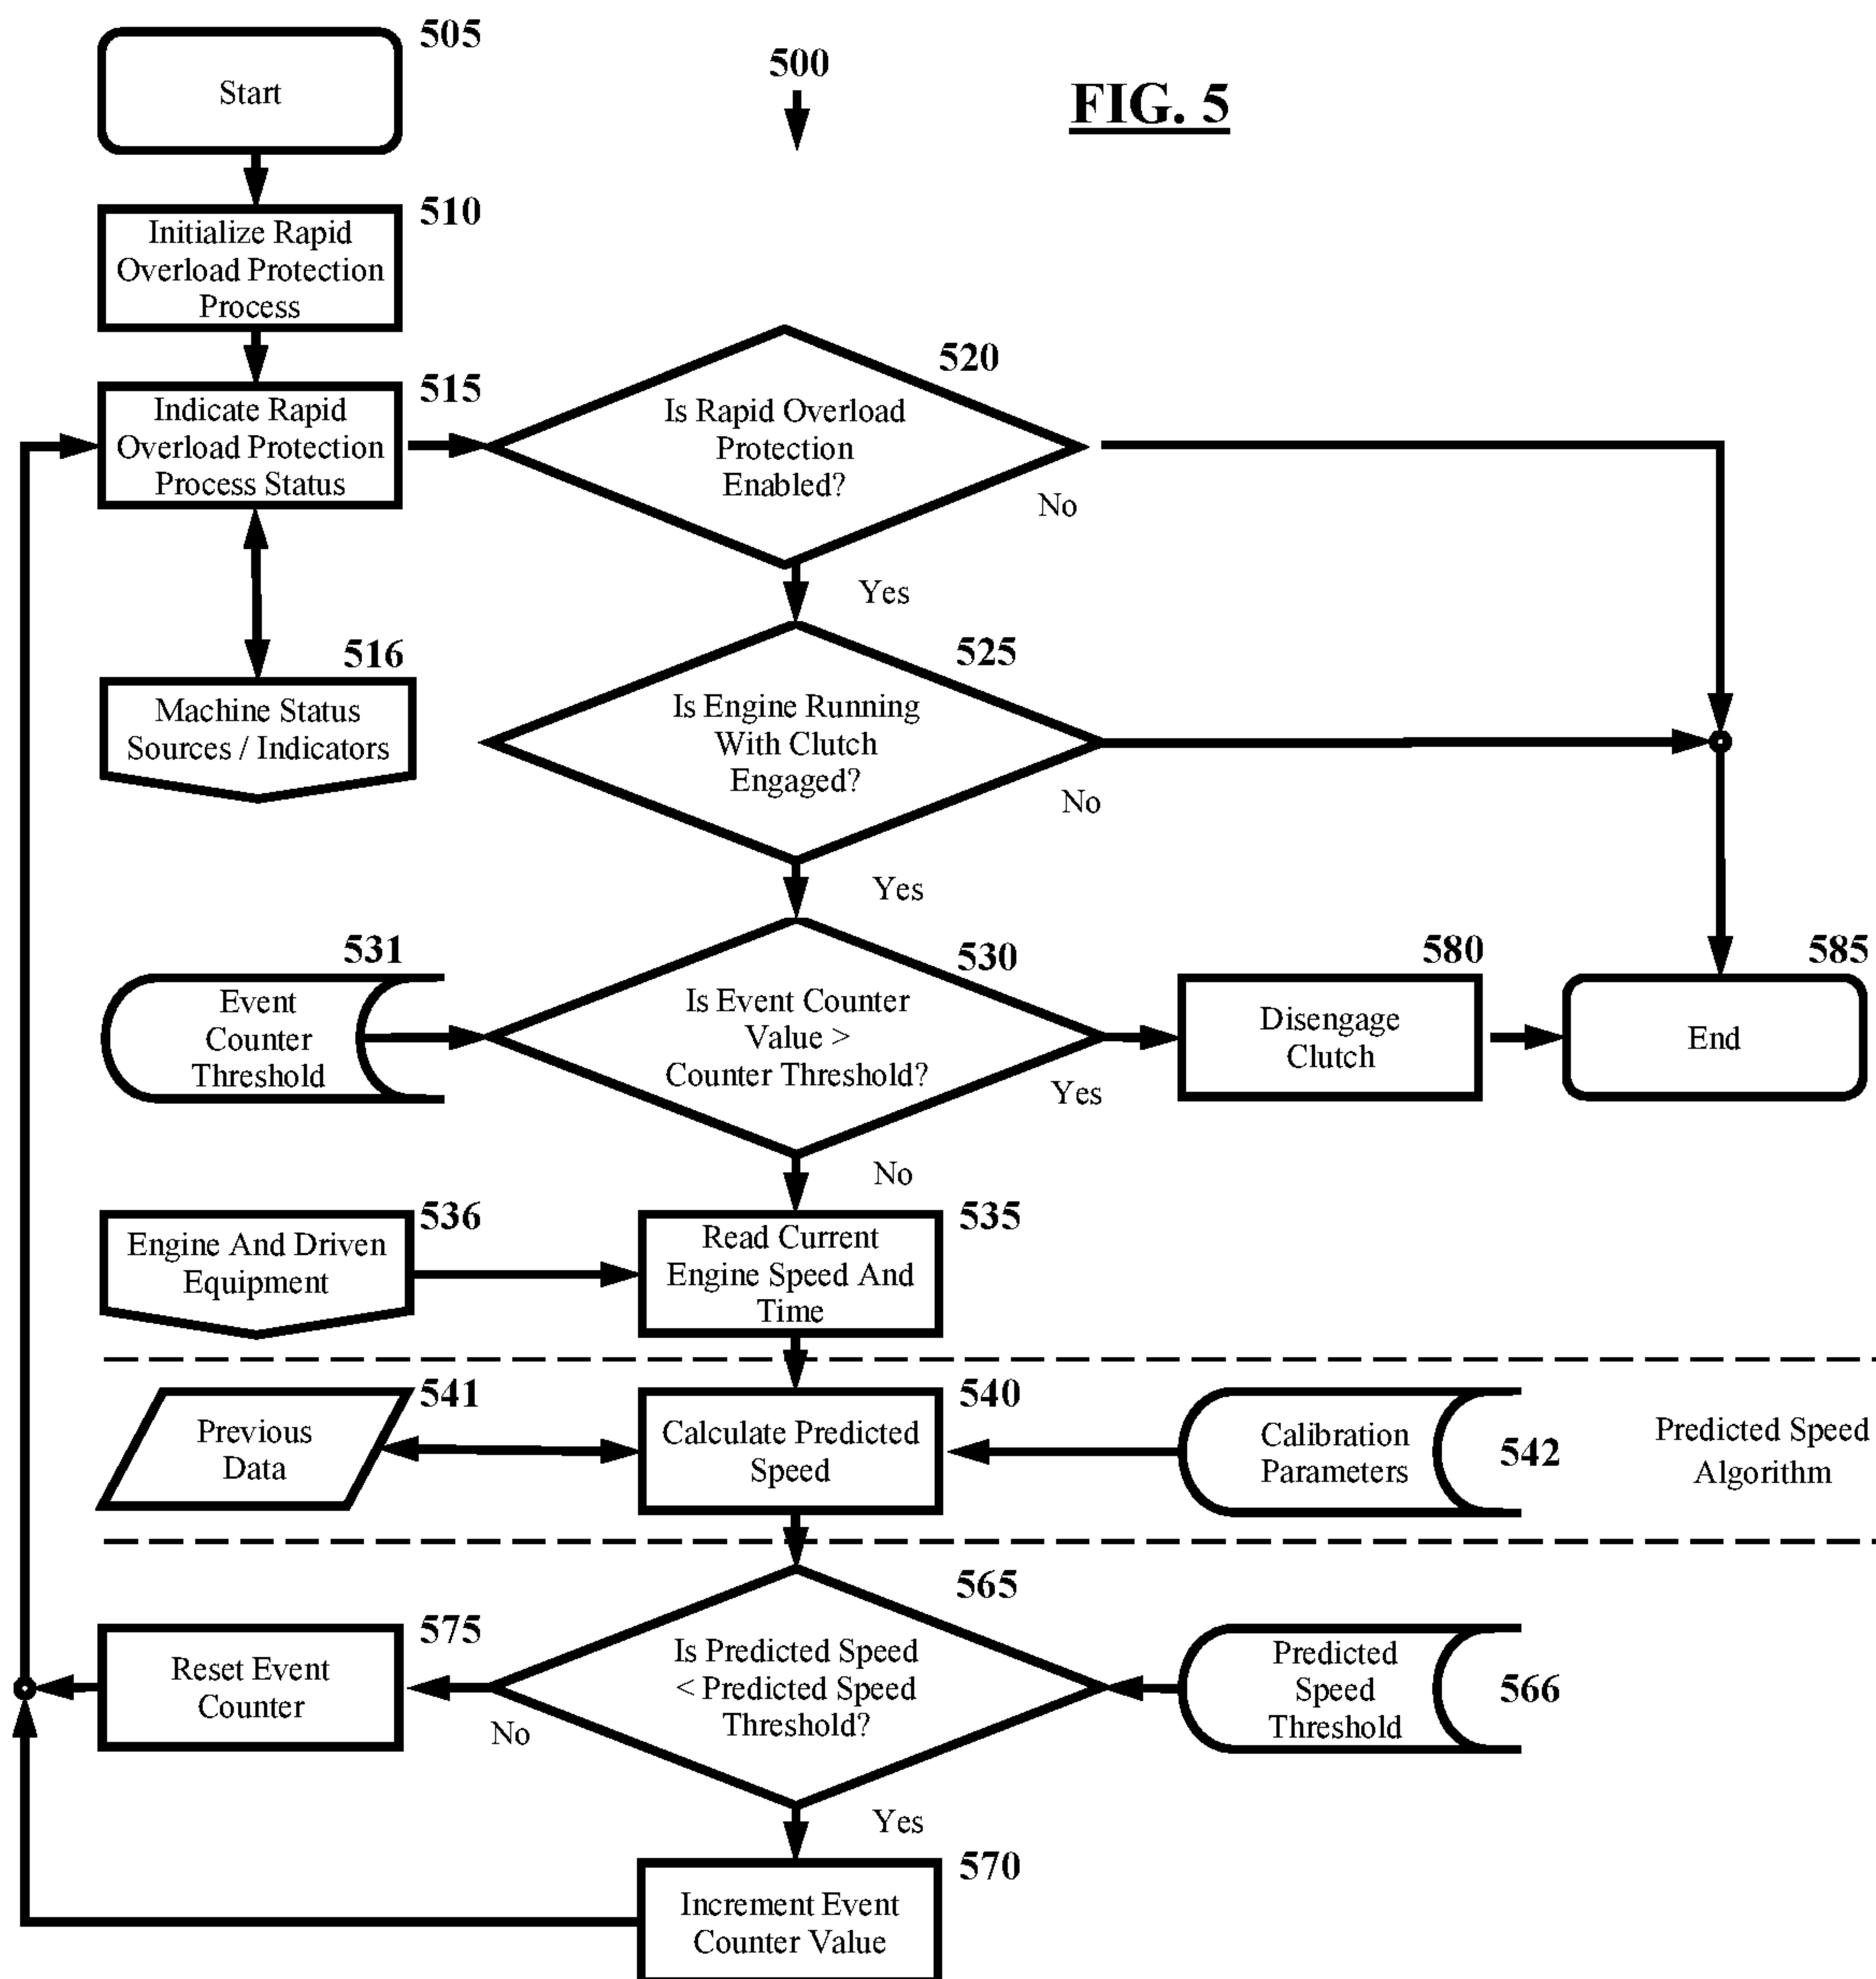 505
Start
500
FIG. 5
510
Initialize Rapid
Overload Protection
Process
515
Indicate Rapid
Overload Protection
Process Status
520
Is Rapid Overload
Protection
Enabled?
No
Yes
516
Machine Status
Sources / Indicators
525
Is Engine Running
With Clutch
Engaged?
No
Yes
531
Event
Counter
Threshold
530
Is Event Counter
Value >
Counter Threshold?
Yes
No
580
Disengage
Clutch
585
End
536
Engine And Driven
Equipment
535
Read Current
Engine Speed And
Time
541
Previous
Data
540
Calculate Predicted
Speed
Calibration
Parameters
542
Predicted Speed
Algorithm
575
Reset Event
Counter
565
Is Predicted Speed
< Predicted Speed
Threshold?
No
Yes
Predicted
Speed
Threshold
566
570
Increment Event
Counter Value